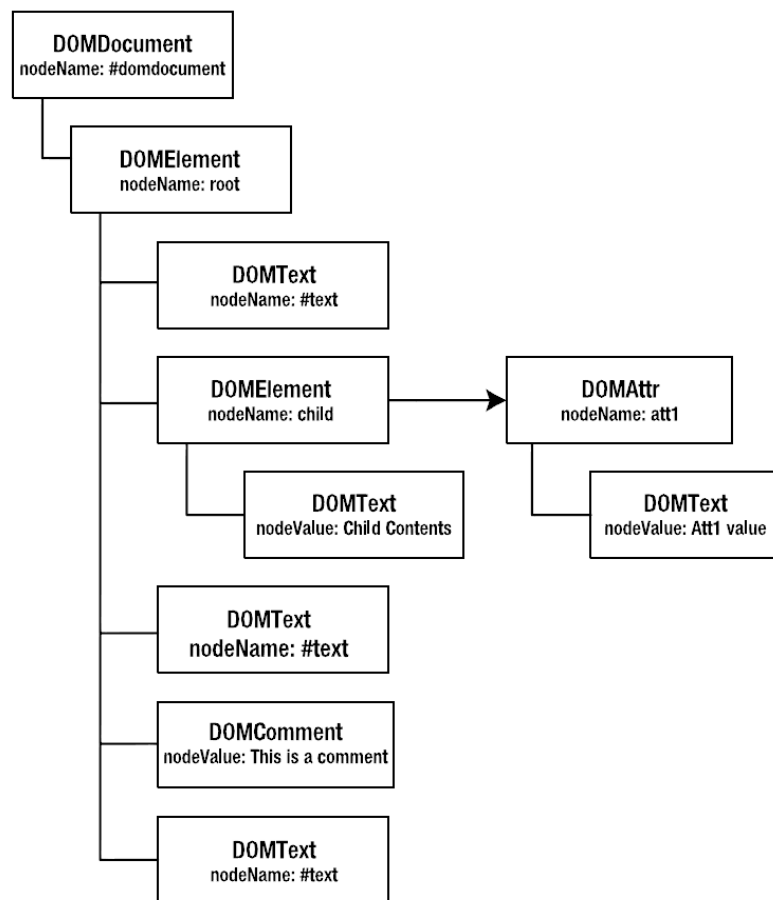 DOMDocument
nodeName: #domdocument
DOMElement
nodeName: root
DOMText
nodeName: #text
DOMElement
nodeName: child
DOMAttr
nodeName: att1
DOMText
nodeValue: Child Contents
DOMText
nodeValue: Att1 value
DOMText
nodeName: #text
DOMComment
nodeValue: This is a comment
DOMText
nodeName: #text